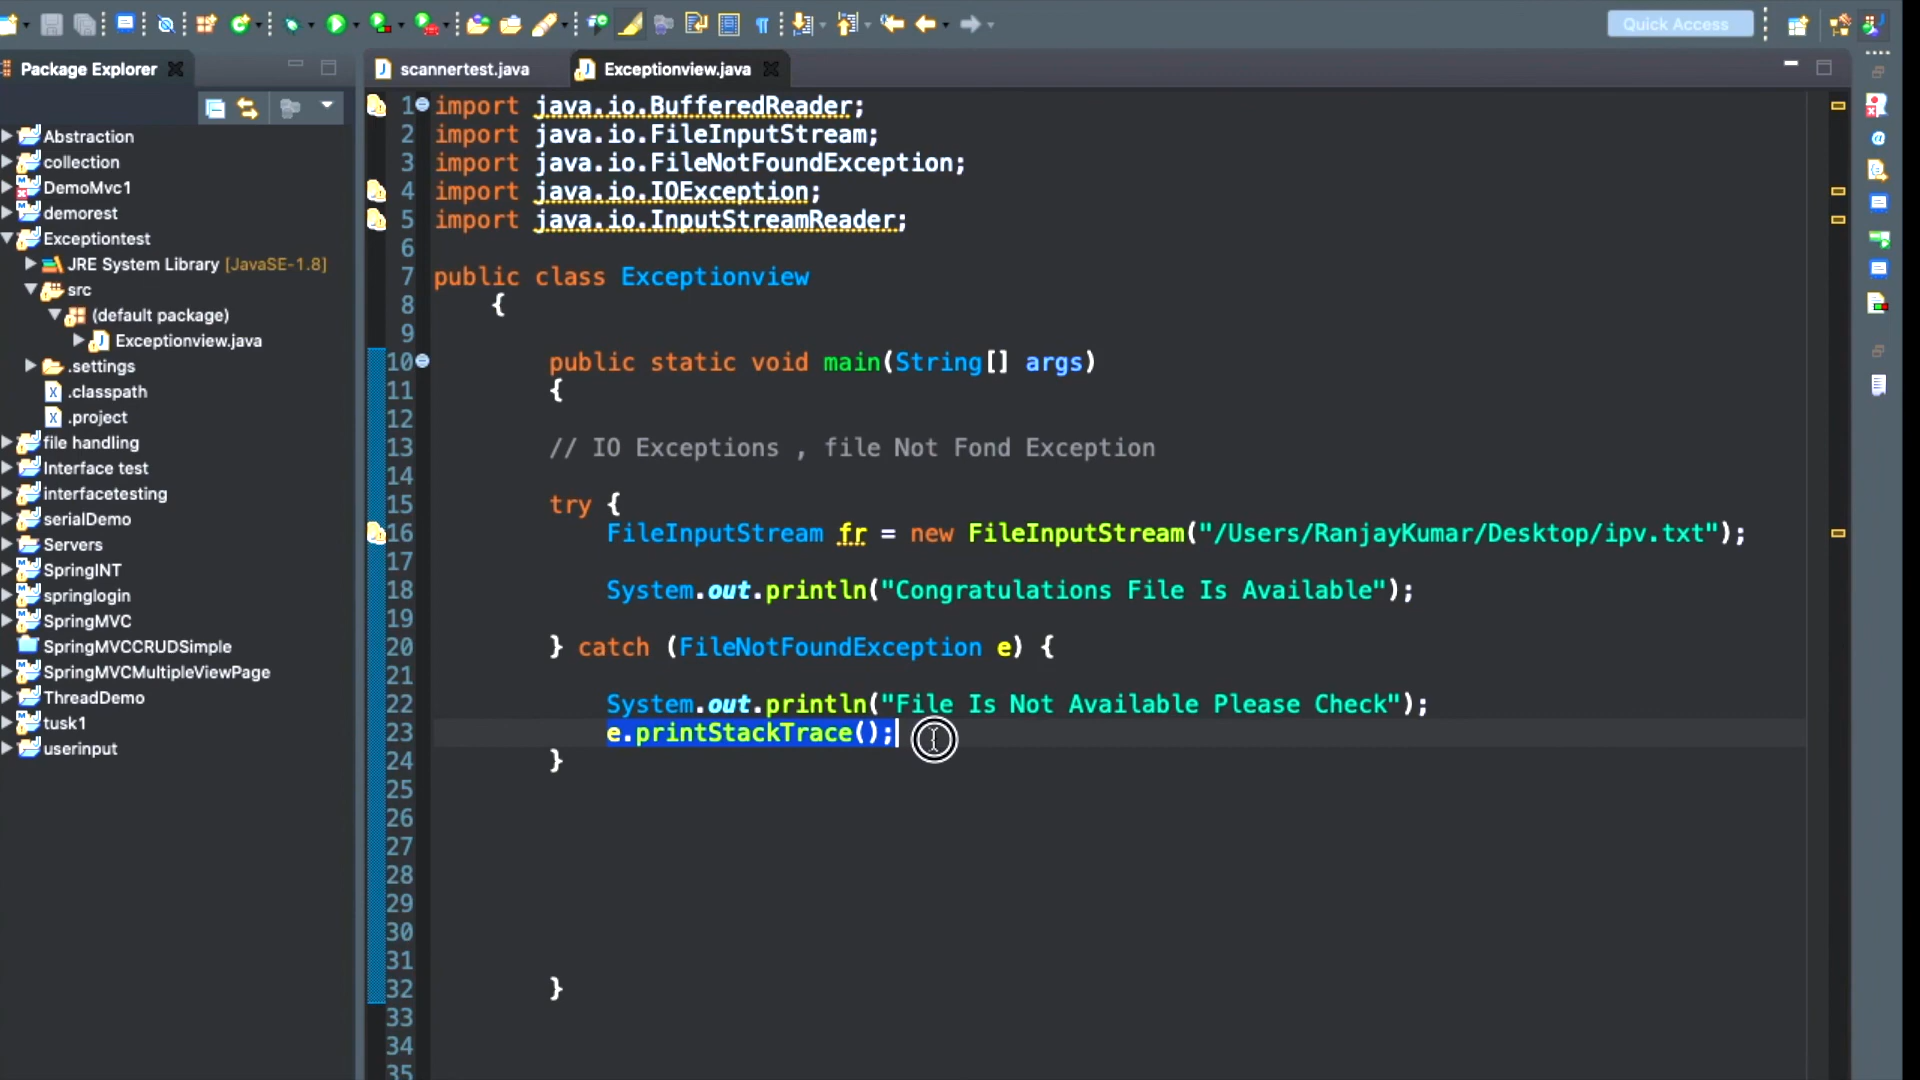 Quick Access
Package Explorer
scannertest.java
Exceptionview.java
Abstraction
collection
DemoMvc1
demorest
Exceptiontest
JRE System Library [JavaSE-1.8]
src
(default package)
Exceptionview.java
.settings
.classpath
.project
file handling
Interface test
interfacetesting
serialDemo
Servers
SpringINT
springlogin
SpringMVC
SpringMVCCRUDSimple
SpringMVCMultipleViewPage
ThreadDemo
tusk1
userinput
1 import java.io.BufferedReader;
2 import java.io.FileInputStream;
3 import java.io.FileNotFoundException;
4 import java.io.IOException;
5 import java.io.InputStreamReader;
6
7 public class Exceptionview
8 {
9
10 public static void main(String[] args)
11 {
12
13 // IO Exceptions , file Not Fond Exception
14
15 try {
16 FileInputStream fr = new FileInputStream("/Users/RanjayKumar/Desktop/ipv.txt");
17
18 System.out.println("Congratulations File Is Available");
19
20 } catch (FileNotFoundException e) {
21
22 System.out.println("File Is Not Available Please Check");
23 e.printStackTrace();
24 }
25
26
27
28
29
30
31
32 }
33
34
35